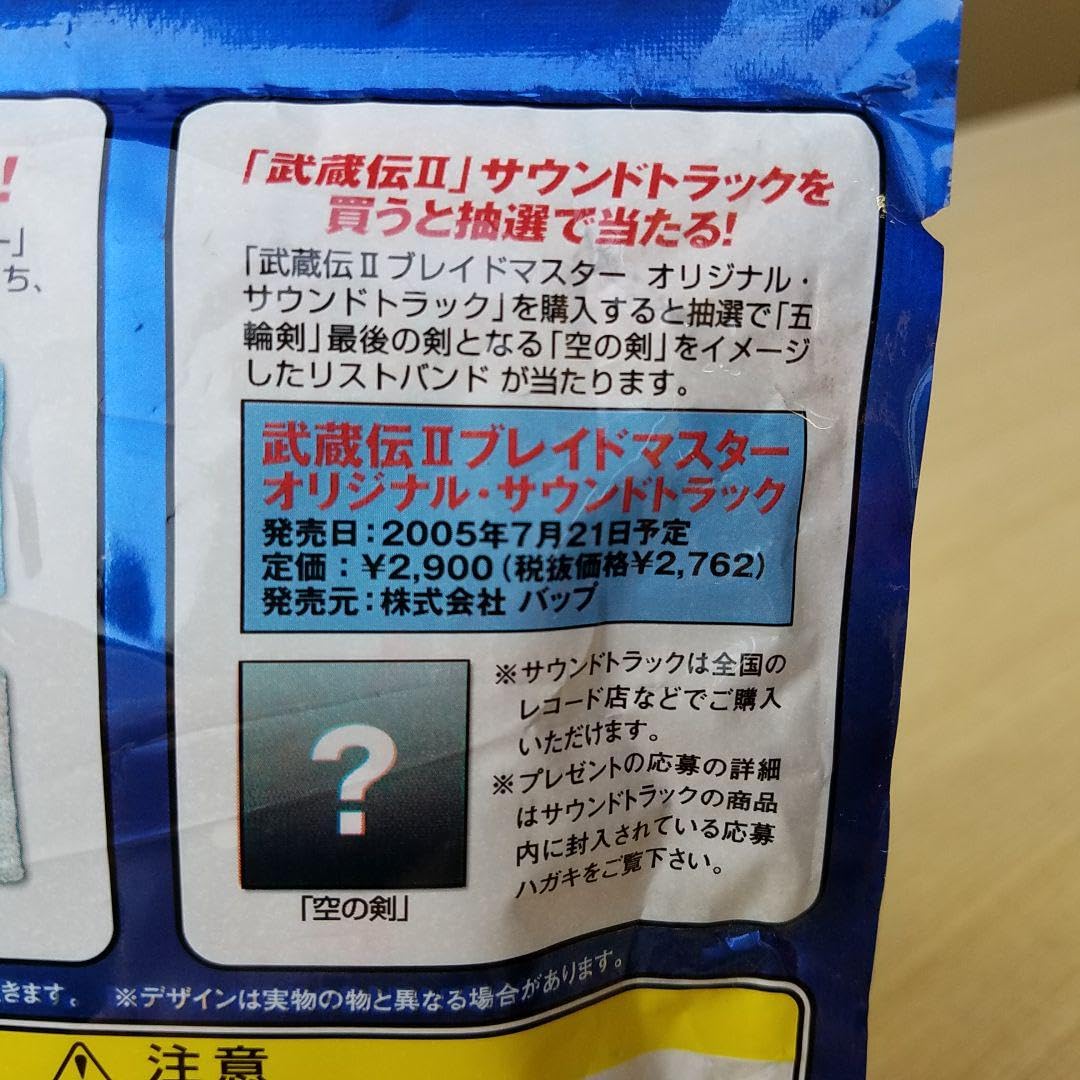 !
ー」
ち、
「武蔵伝Ⅱ」サウンドトラックを
買うと抽選で当たる!
「武蔵伝Ⅱブレイドマスター オリジナル・
サウンドトラック」を購入すると抽選で「五
輪剣」最後の剣となる「空の剣」をイメージ
したリストバンド が当たります。
武蔵伝Ⅱブレイドマスター
オリジナル・サウンドトラック
発売日：2005年7月21日予定
定価：¥2,900(税抜価格¥2,762)
発売元：株式会社 バップ
※サウンドトラックは全国の
レコード店などでご購入
いただけます。
※プレゼントの応募の詳細
はサウンドトラックの商品
内に封入されている応募
ハガキをご覧下さい。
?
「空の剣」
きます。 ※デザインは実物の物と異なる場合があります。
注意